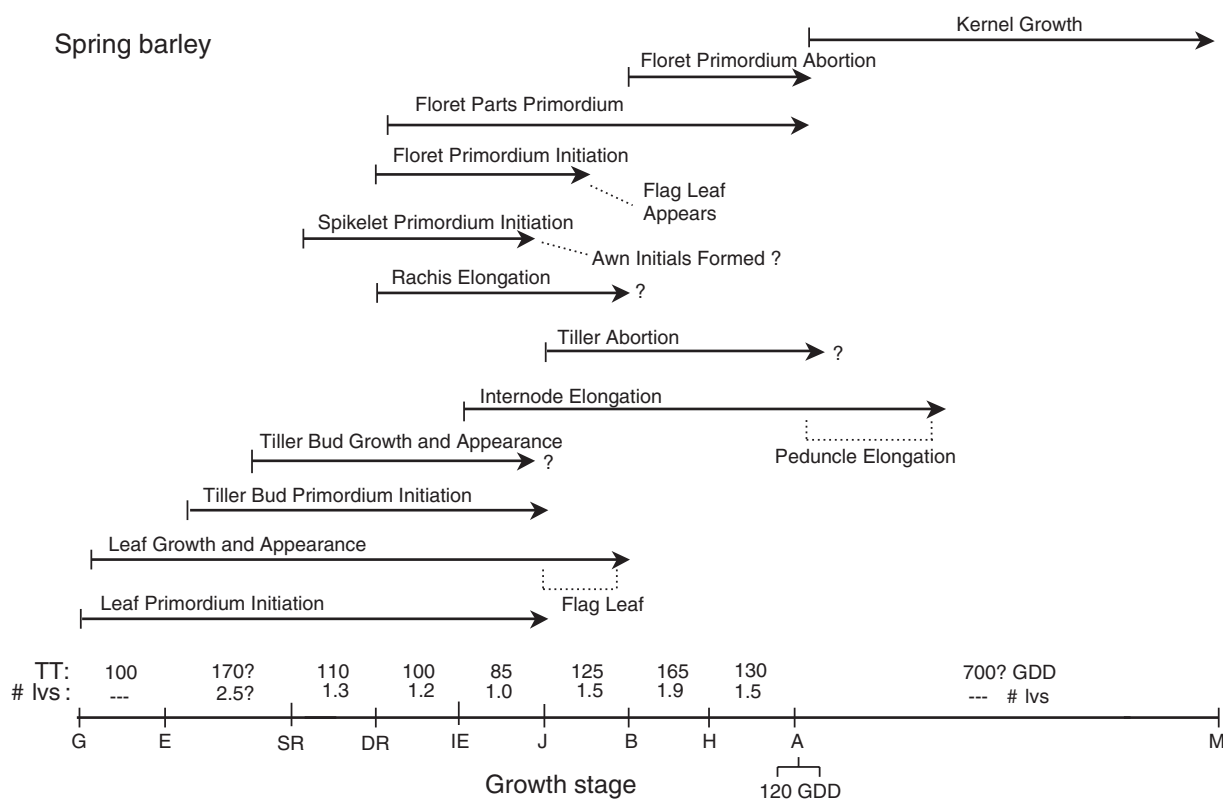 Spring barley
Kernel Growth
Floret Primordium Abortion
Floret Parts Primordium
Floret Primordium Initiation
Flag Leaf
Appears
Spikelet Primordium Initiation
Awn Initials Formed ?
Rachis Elongation
?
Tiller Abortion
?
Internode Elongation
Peduncle Elongation
Tiller Bud Growth and Appearance
?
Tiller Bud Primordium Initiation
Leaf Growth and Appearance
Flag Leaf
Leaf Primordium Initiation
TT: 100 170? 110 100 85 125 165 130 700? GDD
# lvs : --- 2.5? 1.3 1.2 1.0 1.5 1.9 1.5 --- # lvs
G E SR DR IE J B H A M
Growth stage
120 GDD